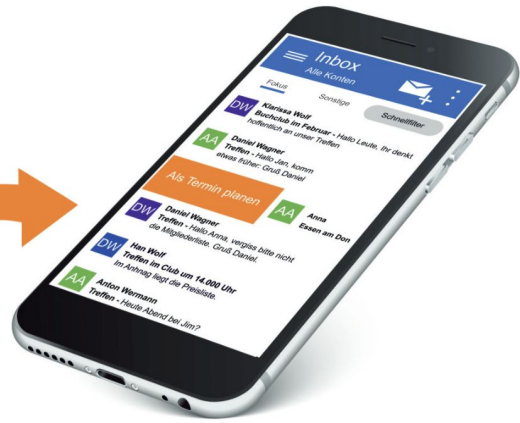 Inbox
Alle Konten
Fokus
Sonstige
Schnellfilter
DW
Klarissa Wolf
Buchclub im Februar - Hallo Leute. Ihr denkt
hoffentlich an unser Treffen
AA
Daniel Wagner
Treffen - Hallo Jan, komm
etwas früher. Gruß Daniel
Als Termin planen
AA
Anna
Essen am Don
DW
Daniel Wagner
Treffen - Hallo Anna, vergiss bitte nicht
die Mitgliederliste. Gruß Daniel.
DW
Han Wolf
Treffen im Club um 14.000 Uhr
Im Anhnag liegt die Preisliste.
AA
Anton Wermann
Treffen - Heute Abend bei Jim?